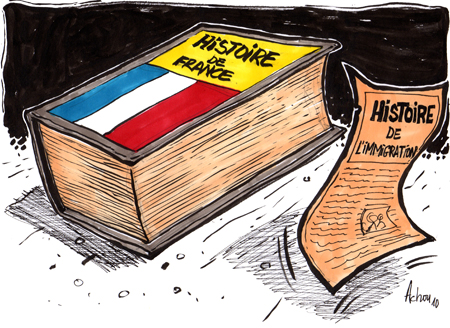 HiSTOIRE
DE
FRANCE
HiSTOIRE
DE
L'iMMiGRATiON
Achou 10